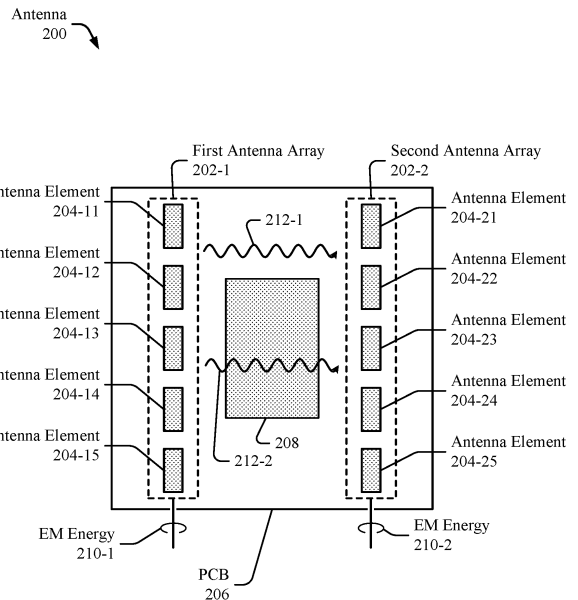 Antenna
200
First Antenna Array
202-1
Second Antenna Array
202-2
ntenna Element
204-11
Antenna Element
204-21
212-1
ntenna Element
204-12
Antenna Element
204-22
ntenna Element
204-13
Antenna Element
204-23
ntenna Element
204-14
Antenna Element
204-24
208
ntenna Element
204-15
212-2
Antenna Element
204-25
EM Energy
210-1
EM Energy
210-2
PCB
206